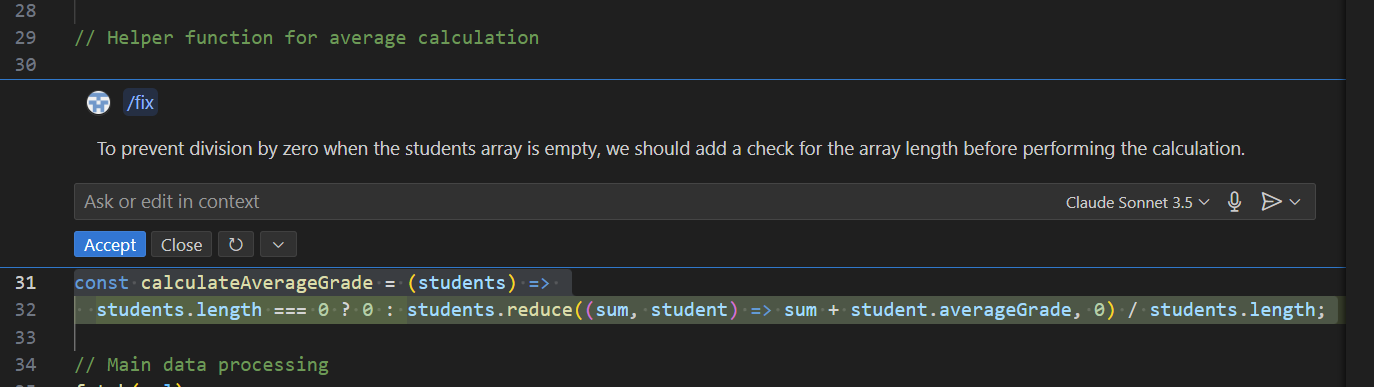 28
29 // Helper function for average calculation
30
/fix
To prevent division by zero when the students array is empty, we should add a check for the array length before performing the calculation.
Ask or edit in context Claude Sonnet 3.5
Accept Close
31 const calculateAverageGrade = (students) =>
32 students.length === 0 ? 0 : students.reduce((sum, student) => sum + student.averageGrade, 0) / students.length;
33
34 // Main data processing